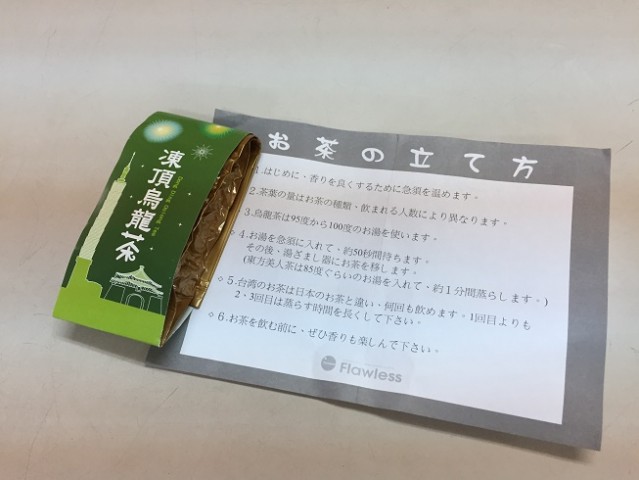 凍頂烏龍茶
Dong Ding Oolong Tea
お茶の立て方
1.はじめに、香りを良くするために急須を温めます。
2.茶葉の量はお茶の種類、飲まれる人数により異なります。
3.烏龍茶は95度から100度のお湯を使います。
◇ 4.お湯を急須に入れて、約50秒間待ちます。
その後、湯ざまし器にお茶を移します。
(東方美人茶は85度ぐらいのお湯を入れて、約1分間蒸らします。)
◇ 5.台湾のお茶は日本のお茶と違い、何回も飲めます。1回目よりも
2、3回目は蒸らす時間を長くして下さい。
◇ 6.お茶を飲む前に、ぜひ香りも楽しんで下さい。
Flawless